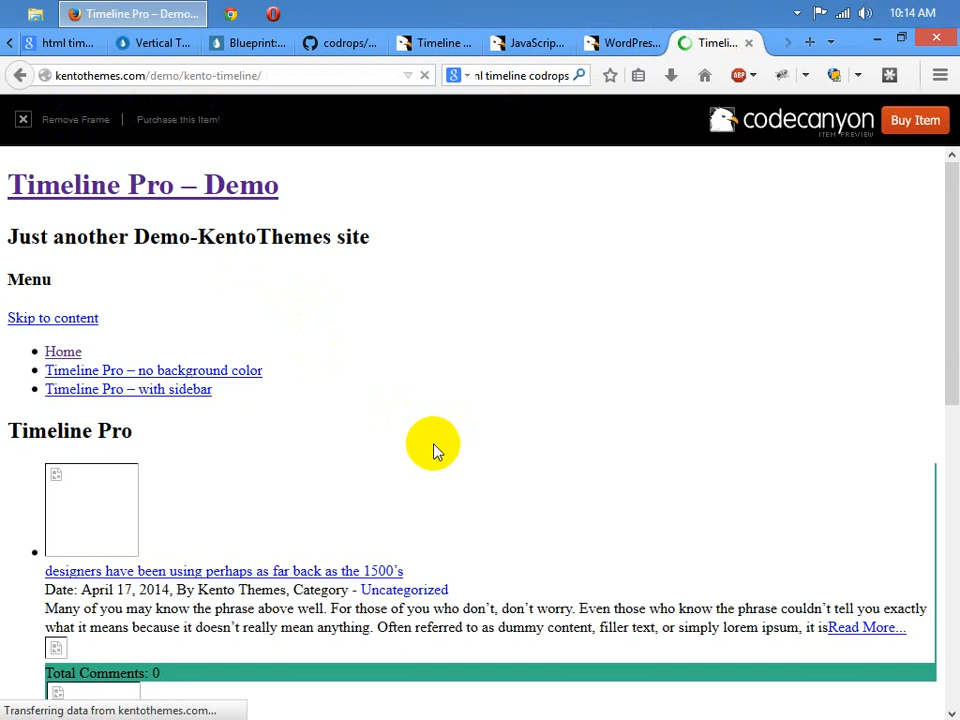 Timeline Pro – Demo...
10:14 AM
html tim...
Vertical T...
Blueprint:...
codrops/...
Timeline ...
JavaScrip...
WordPres...
Timeli...
kentothemes.com/demo/kento-timeline/
nl timeline codrops
ABP
Remove Frame
Purchase this Item!
codecanyon
ITEM PREVIEW
Buy Item
Timeline Pro – Demo
Just another Demo-KentoThemes site
Menu
Skip to content
Home
Timeline Pro – no background color
Timeline Pro – with sidebar
Timeline Pro
designers have been using perhaps as far back as the 1500’s
Date: April 17, 2014, By Kento Themes, Category - Uncategorized
Many of you may know the phrase above well. For those of you who don’t, don’t worry. Even those who know the phrase couldn’t tell you exactly
what it means because it doesn’t really mean anything. Often referred to as dummy content, filler text, or simply lorem ipsum, it isRead More...
Total Comments: 0
Transferring data from kentothemes.com...